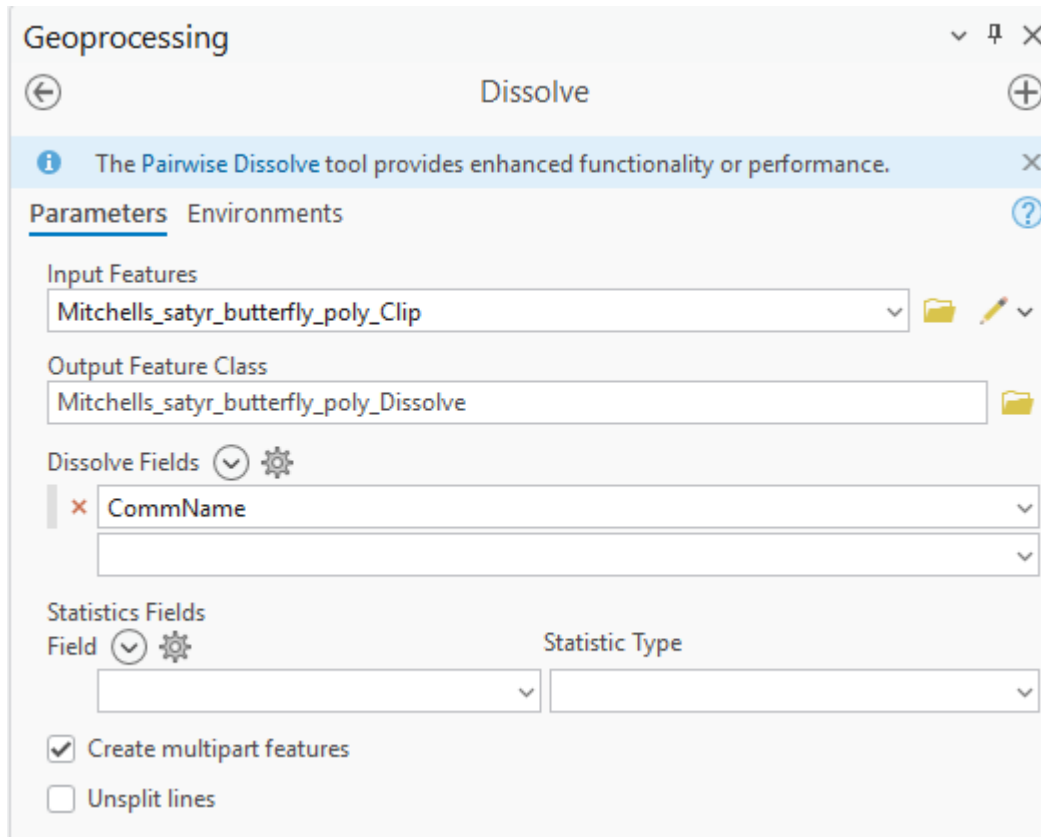 Geoprocessing
Dissolve
The Pairwise Dissolve tool provides enhanced functionality or performance.
Parameters Environments
Input Features
Mitchells_satyr_butterfly_poly_Clip
Output Feature Class
Mitchells_satyr_butterfly_poly_Dissolve
Dissolve Fields
CommName
Statistics Fields
Field Statistic Type
Create multipart features
Unsplit lines